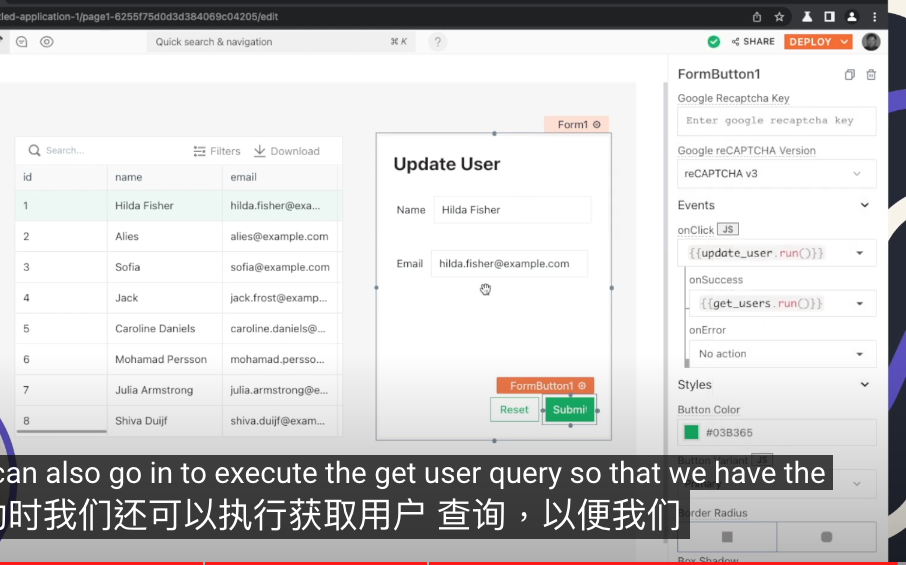 led-application-1/page1-6255f75d0d3d384069c04205/edit
Quick search & navigation
⌘ K
?
SHARE
DEPLOY
FormButton1
Google Recaptcha Key
Enter google recaptcha key
Google reCAPTCHA Version
reCAPTCHA v3
Events
onClick JS
{{update_user.run()}}
onSuccess
{{get_users.run()}}
onError
No action
Styles
Button Color
#03B365
Button Variant JS
Primary
Border Radius
Box Shadow
Search...
Filters
Download
id name email
1 Hilda Fisher hilda.fisher@exa...
2 Alies alies@example.com
3 Sofia sofia@example.com
4 Jack jack.frost@examp...
5 Caroline Daniels caroline.daniels@...
6 Mohamad Persson mohamad.persso...
7 Julia Armstrong julia.armstrong@e...
8 Shiva Duijf shiva.duijf@exam...
Form1
Update User
Name Hilda Fisher
Email hilda.fisher@example.com
FormButton1
Reset
Submit
can also go in to execute the get user query so that we have the
时我们还可以执行获取用户 查询，以便我们